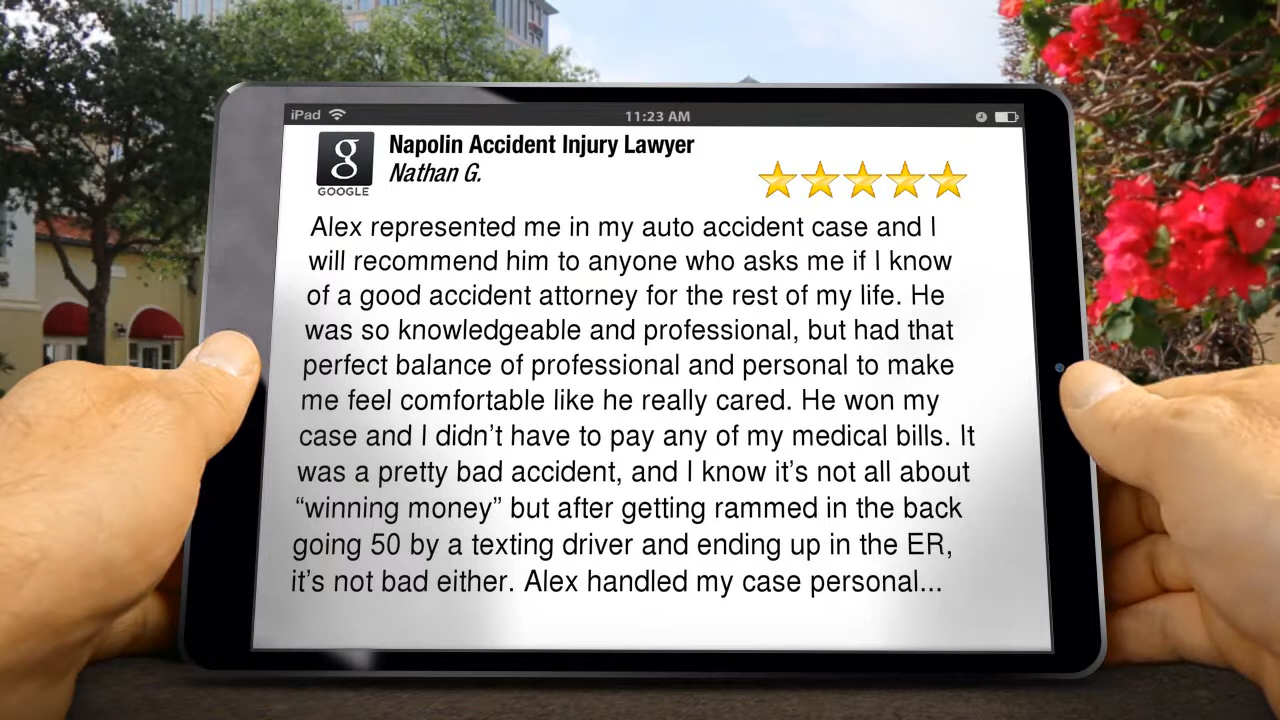 iPad
11:23 AM
g
GOOGLE
Napolin Accident Injury Lawyer
Nathan G.
Alex represented me in my auto accident case and I
will recommend him to anyone who asks me if I know
of a good accident attorney for the rest of my life. He
was so knowledgeable and professional, but had that
perfect balance of professional and personal to make
me feel comfortable like he really cared. He won my
case and I didn’t have to pay any of my medical bills. It
was a pretty bad accident, and I know it’s not all about
“winning money” but after getting rammed in the back
going 50 by a texting driver and ending up in the ER,
it’s not bad either. Alex handled my case personal...